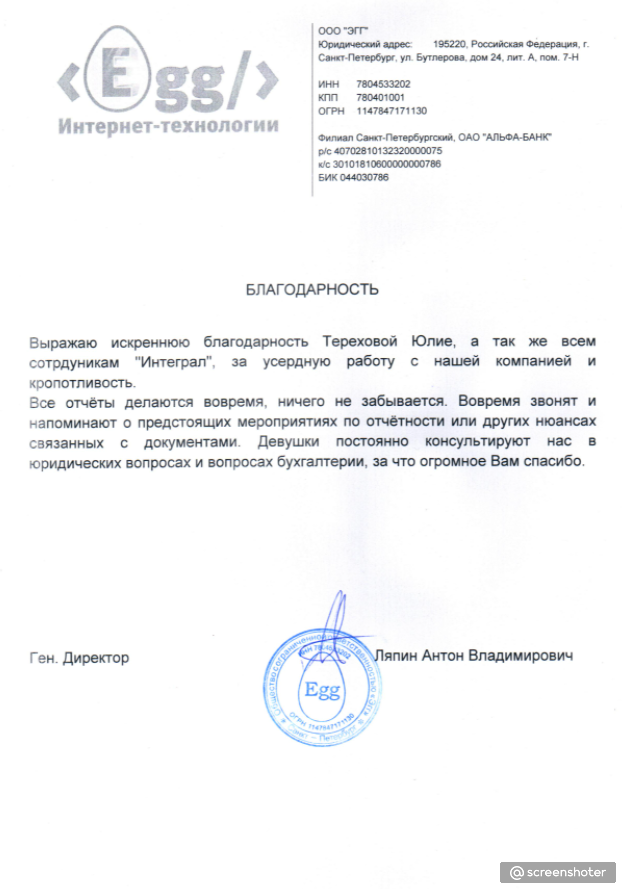 <Egg/>
Интернет-технологии
ООО "ЭГГ"
Юридический адрес: 195220, Российская Федерация, г.
Санкт-Петербург, ул. Бутлерова, дом 24, лит. А, пом. 7-Н
ИНН 7804533202
КПП 780401001
ОГРН 1147847171130
Филиал Санкт-Петербургский, ОАО "АЛЬФА-БАНК"
р/с 40702810132320000075
к/с 30101810600000000786
БИК 044030786
БЛАГОДАРНОСТЬ
Выражаю искреннюю благодарность Тереховой Юлие, а так же всем
сотрдуникам "Интеграл", за усердную работу с нашей компанией и
кропотливость.
Все отчёты делаются вовремя, ничего не забывается. Вовремя звонят и
напоминают о предстоящих мероприятиях по отчётности или других нюансах
связанных с документами. Девушки постоянно консультируют нас в
юридических вопросах и вопросах бухгалтерии, за что огромное Вам спасибо.
Ген. Директор
Ляпин Антон Владимирович
Общество с ограниченной ответственностью
ИНН 7804533202
Egg
ОГРН 1147847171130
Санкт – Петербург
@screenshoter